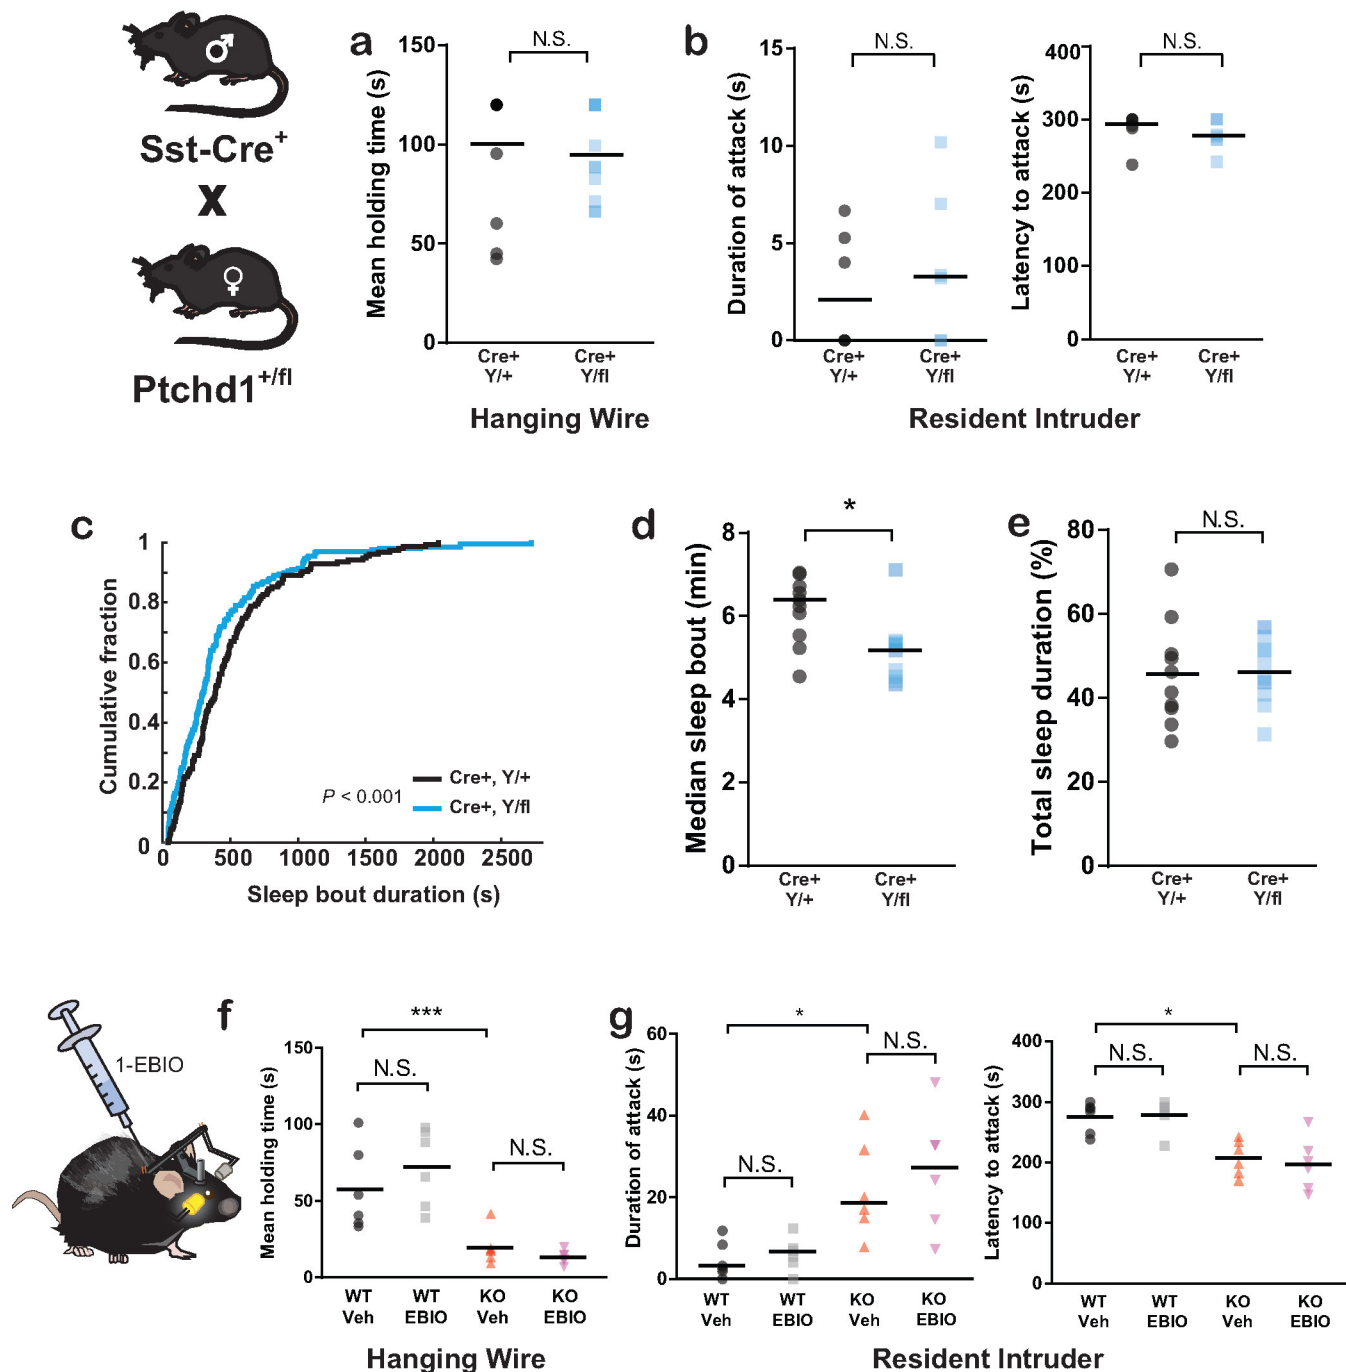 Sst-Cre+
X
Ptchd1+/fl
a
150
100
50
0
Mean holding time (s)
N.S.
Cre+ Y/+
Cre+ Y/fl
Hanging Wire
b
15
10
5
0
Duration of attack (s)
N.S.
Cre+ Y/+
Cre+ Y/fl
400
300
200
100
0
Latency to attack (s)
N.S.
Cre+ Y/+
Cre+ Y/fl
Resident Intruder
c
1
0.8
0.6
0.4
0.2
0
Cumulative fraction
0 500 1000 1500 2000 2500
Sleep bout duration (s)
P < 0.001
Cre+, Y/+
Cre+, Y/fl
d
8
6
4
2
0
Median sleep bout (min)
*
Cre+ Y/+
Cre+ Y/fl
e
80
60
40
20
0
Total sleep duration (%)
N.S.
Cre+ Y/+
Cre+ Y/fl
1-EBIO
f
150
100
50
0
Mean holding time (s)
***
N.S.
N.S.
WT Veh
WT EBIO
KO Veh
KO EBIO
Hanging Wire
g
60
40
20
0
Duration of attack (s)
*
N.S.
N.S.
WT Veh
WT EBIO
KO Veh
KO EBIO
400
300
200
100
0
Latency to attack (s)
*
N.S.
N.S.
WT Veh
WT EBIO
KO Veh
KO EBIO
Resident Intruder